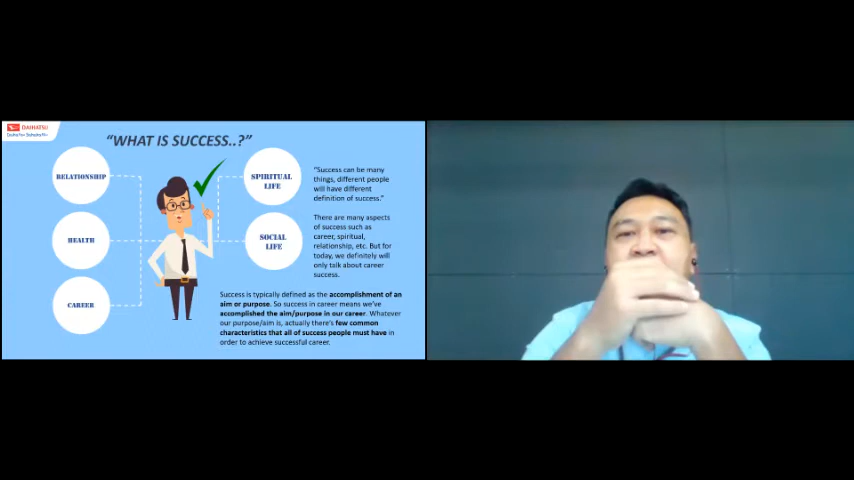 DAIHATSU
"WHAT IS SUCCESS..?"
RELATIONSHIP
HEALTH
CAREER
SPIRITUAL
LIFE
SOCIAL
LIFE
"Success can be many
things, different people
will have different
definition of success."
There are many aspects
of success such as
career, spiritual,
relationship, etc. But for
today, we definitely will
only talk about career
success.
Success is typically defined as the accomplishment of an
aim or purpose. So success in career means we've
accomplished the aim/purpose in our career. Whatever
our purpose/aim is, actually there's few common
characteristics that all of success people must have in
order to achieve successful career.